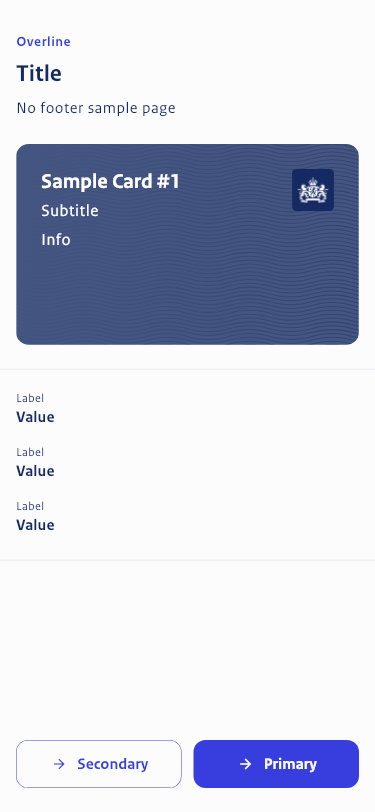 Overline
Title
No footer sample page
Sample Card #1
Subtitle
Info
Label
Value
Label
Value
Label
Value
Secondary
Primary